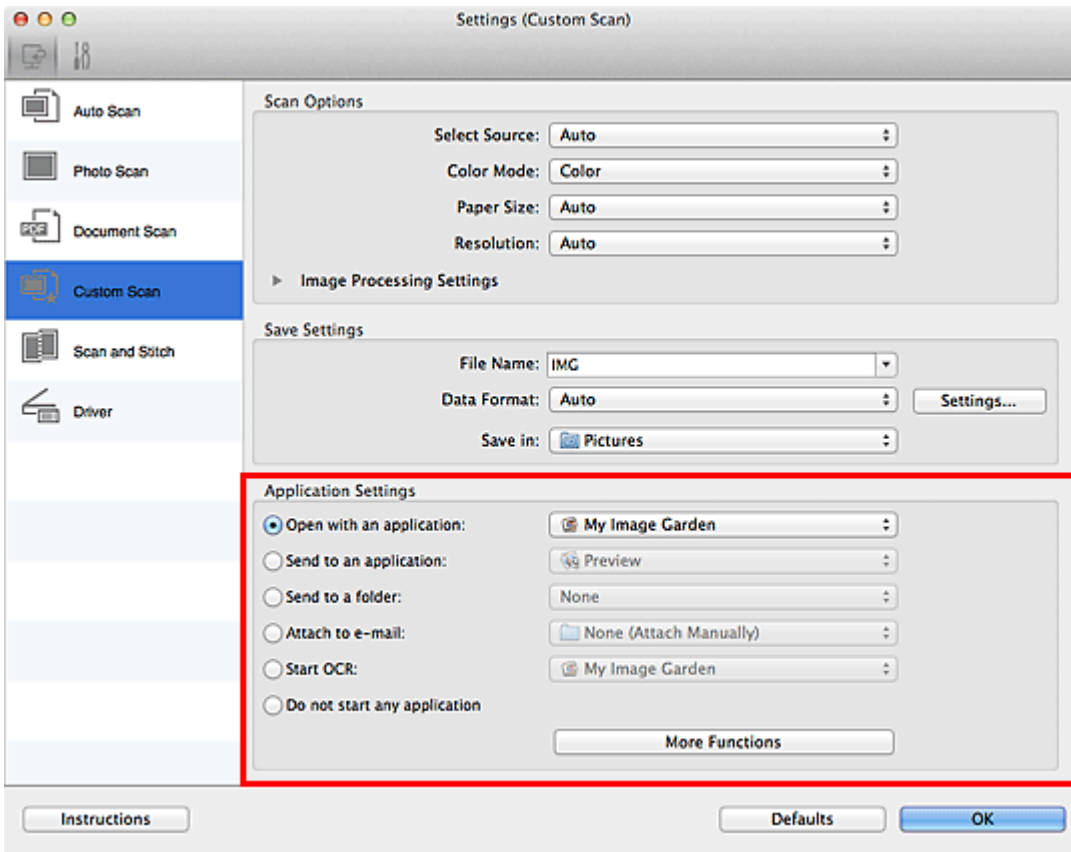 Settings (Custom Scan)
Auto Scan
Photo Scan
PDF
Document Scan
Custom Scan
Scan and Stitch
Driver
Scan Options
Select Source: Auto
Color Mode: Color
Paper Size: Auto
Resolution: Auto
Image Processing Settings
Save Settings
File Name: IMG
Data Format: Auto Settings...
Save in: Pictures
Application Settings
Open with an application: My Image Garden
Send to an application: Preview
Send to a folder: None
Attach to e-mail: None (Attach Manually)
Start OCR: My Image Garden
Do not start any application
More Functions
Instructions Defaults OK